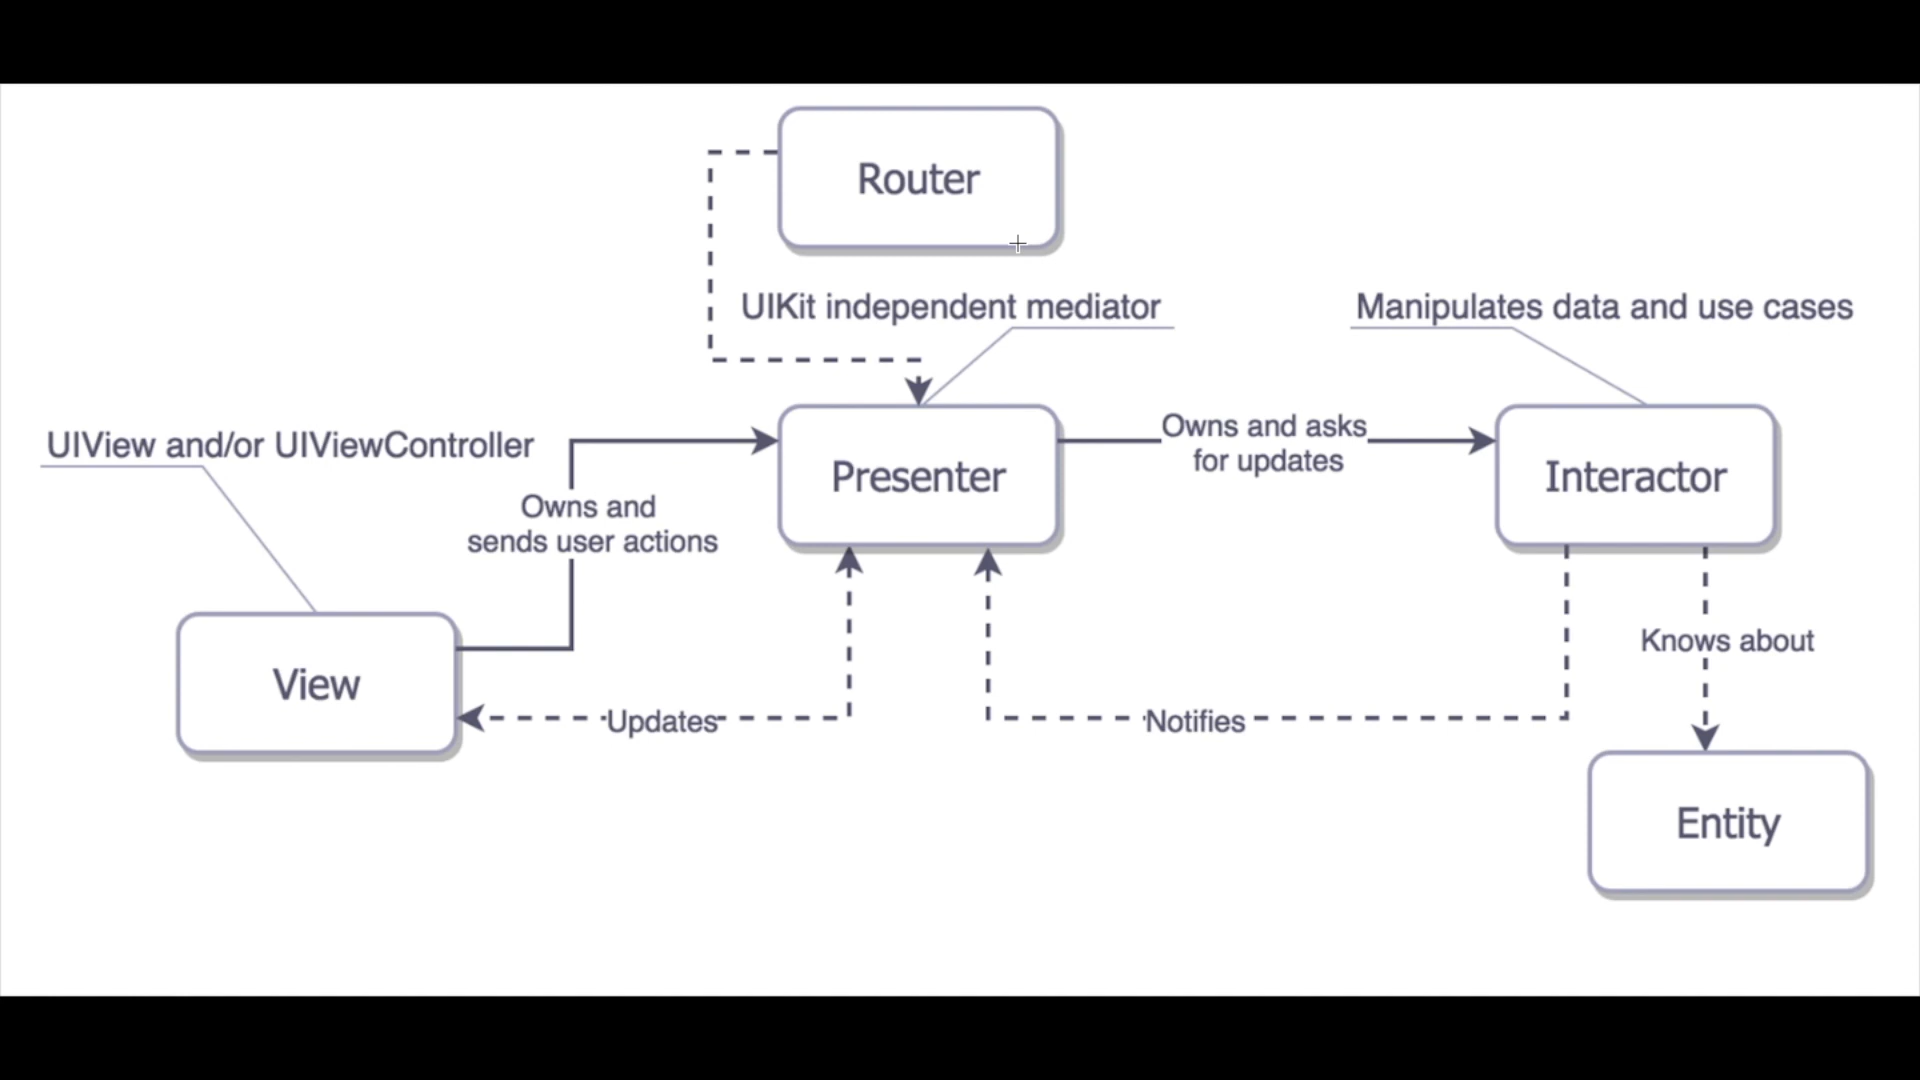 Router
UIKit independent mediator
Manipulates data and use cases
UIView and/or UIViewController
Owns and asks
for updates
Presenter
Interactor
Owns and
sends user actions
Knows about
View
Updates
Notifies
Entity